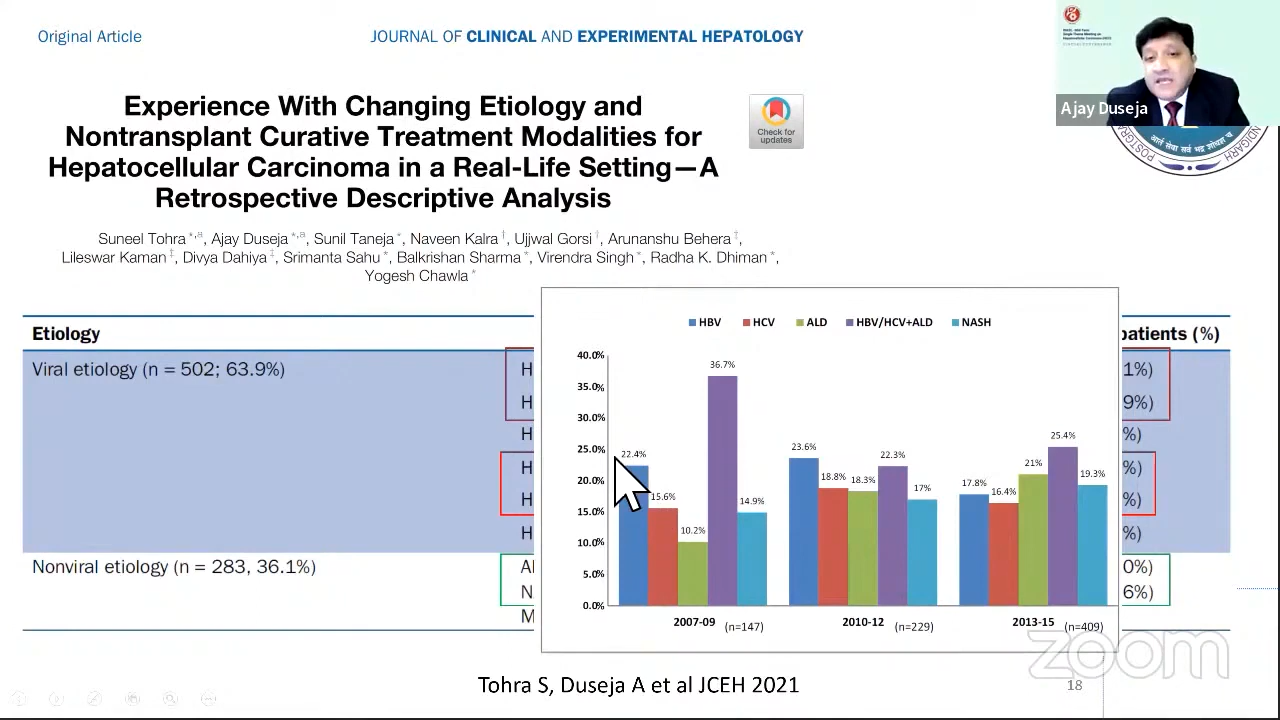 Original Article
JOURNAL OF CLINICAL AND EXPERIMENTAL HEPATOLOGY
Ajay Duseja
Experience With Changing Etiology and
Nontransplant Curative Treatment Modalities for
Hepatocellular Carcinoma in a Real-Life Setting—A
Retrospective Descriptive Analysis
Check for
updates
Suneel Tohra *,a, Ajay Duseja *,a, Sunil Taneja *, Naveen Kalra †, Ujjwal Gorsi †, Arunanshu Behera ‡,
Lileswar Kaman ‡, Divya Dahiya ‡, Srimanta Sahu *, Balkrishan Sharma *, Virendra Singh *, Radha K. Dhiman *,
Yogesh Chawla *
Etiology
patients (%)
Viral etiology (n = 502; 63.9%)
H
1%)
H
9%)
H
%)
H
%)
H
%)
H
%)
Nonviral etiology (n = 283, 36.1%)
Al
0%)
N
6%)
M
HBV HCV ALD HBV/HCV+ALD NASH
40.0%
35.0%
30.0%
25.0%
20.0%
15.0%
10.0%
5.0%
0.0%
22.4%
15.6%
10.2%
36.7%
14.9%
23.6%
18.8%
18.3%
22.3%
17%
17.8%
16.4%
21%
25.4%
19.3%
2007-09 (n=147)
2010-12 (n=229)
2013-15 (n=409)
zoom
Tohra S, Duseja A et al JCEH 2021
18